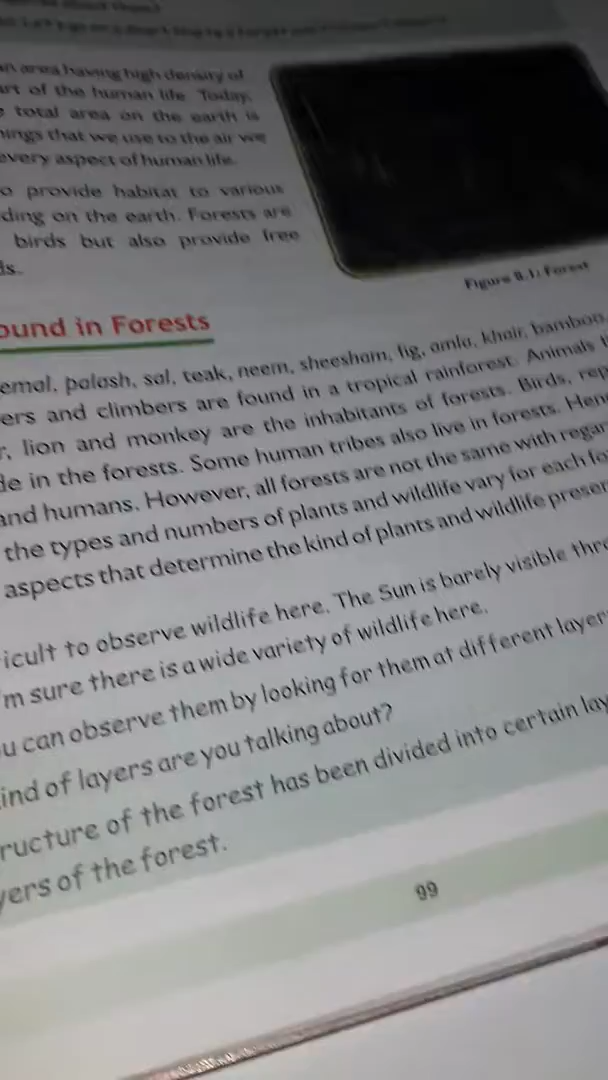 an area having high density of
art of the human life. Today,
total area on the earth is
hings that we use to the air we
every aspect of human life.
o provide habitat to various
ding on the earth. Forests are
birds but also provide free
ds.
Figure 8.1: Forest
ound in Forests
emal, palash, sal, teak, neem, sheesham, fig, amla, khair, bamboo,
ers and climbers are found in a tropical rainforest. Animals l
r, lion and monkey are the inhabitants of forests. Birds, rep
de in the forests. Some human tribes also live in forests. Hen
and humans. However, all forests are not the same with regar
the types and numbers of plants and wildlife vary for each fo
aspects that determine the kind of plants and wildlife presen
icult to observe wildlife here. The Sun is barely visible thro
'm sure there is a wide variety of wildlife here.
u can observe them by looking for them at different layer
ind of layers are you talking about?
ructure of the forest has been divided into certain lay
yers of the forest.
99